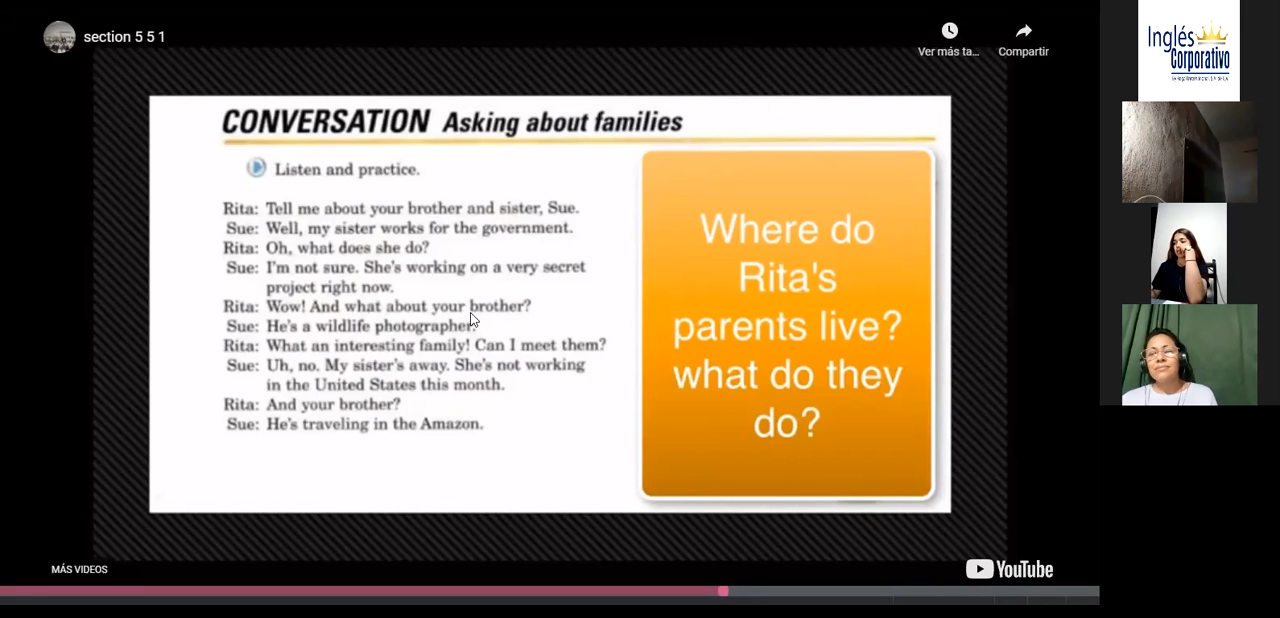 section 5 5 1
Ver más ta...
Compartir
CONVERSATION Asking about families
Listen and practice.
Rita: Tell me about your brother and sister, Sue.
Sue: Well, my sister works for the government.
Rita: Oh, what does she do?
Sue: I'm not sure. She's working on a very secret
project right now.
Rita: Wow! And what about your brother?
Sue: He's a wildlife photographer.
Rita: What an interesting family! Can I meet them?
Sue: Uh, no. My sister's away. She's not working
in the United States this month.
Rita: And your brother?
Sue: He's traveling in the Amazon.
Where do
Rita's
parents live?
what do they
do?
MÁS VIDEOS
YouTube
Inglés
Corporativo